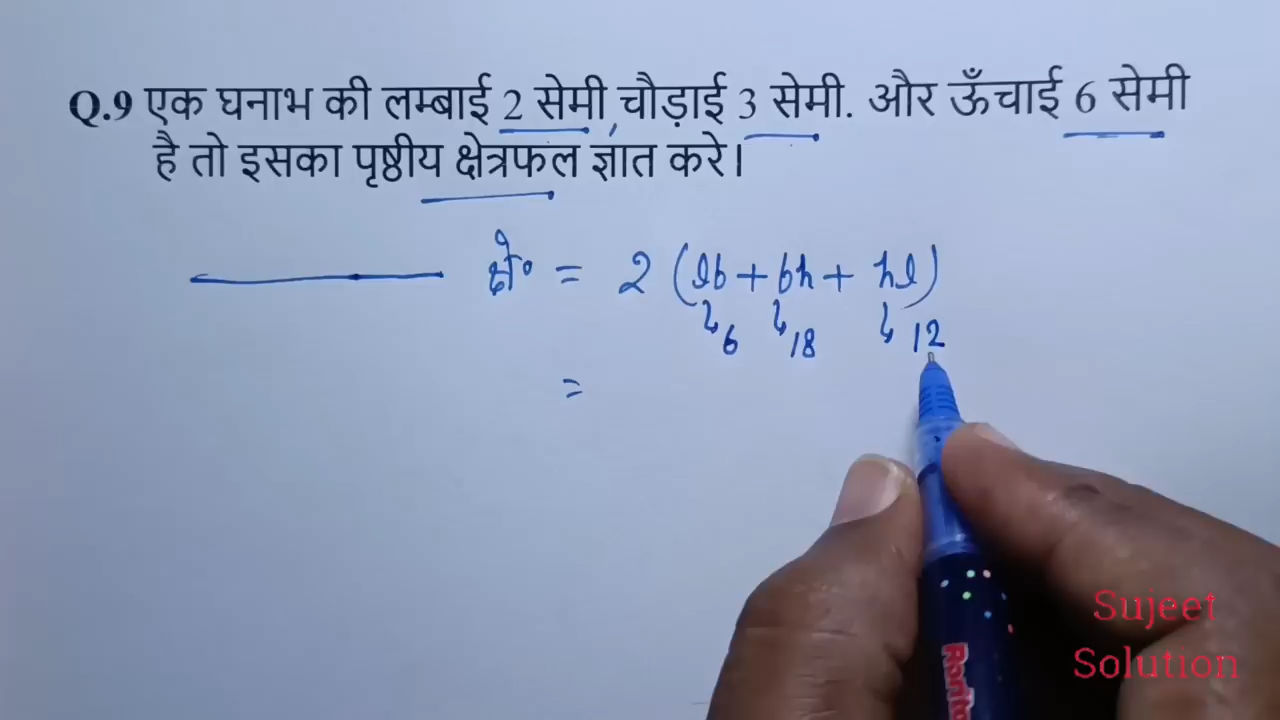 Q.9 एक घनाभ की लम्बाई 2 सेमी, चौड़ाई 3 सेमी. और ऊँचाई 6 सेमी
है तो इसका पृष्ठीय क्षेत्रफल ज्ञात करे।
क्षे० = 2 (lb + bh + hl)
6 18 12
=
Sujeet
Solution